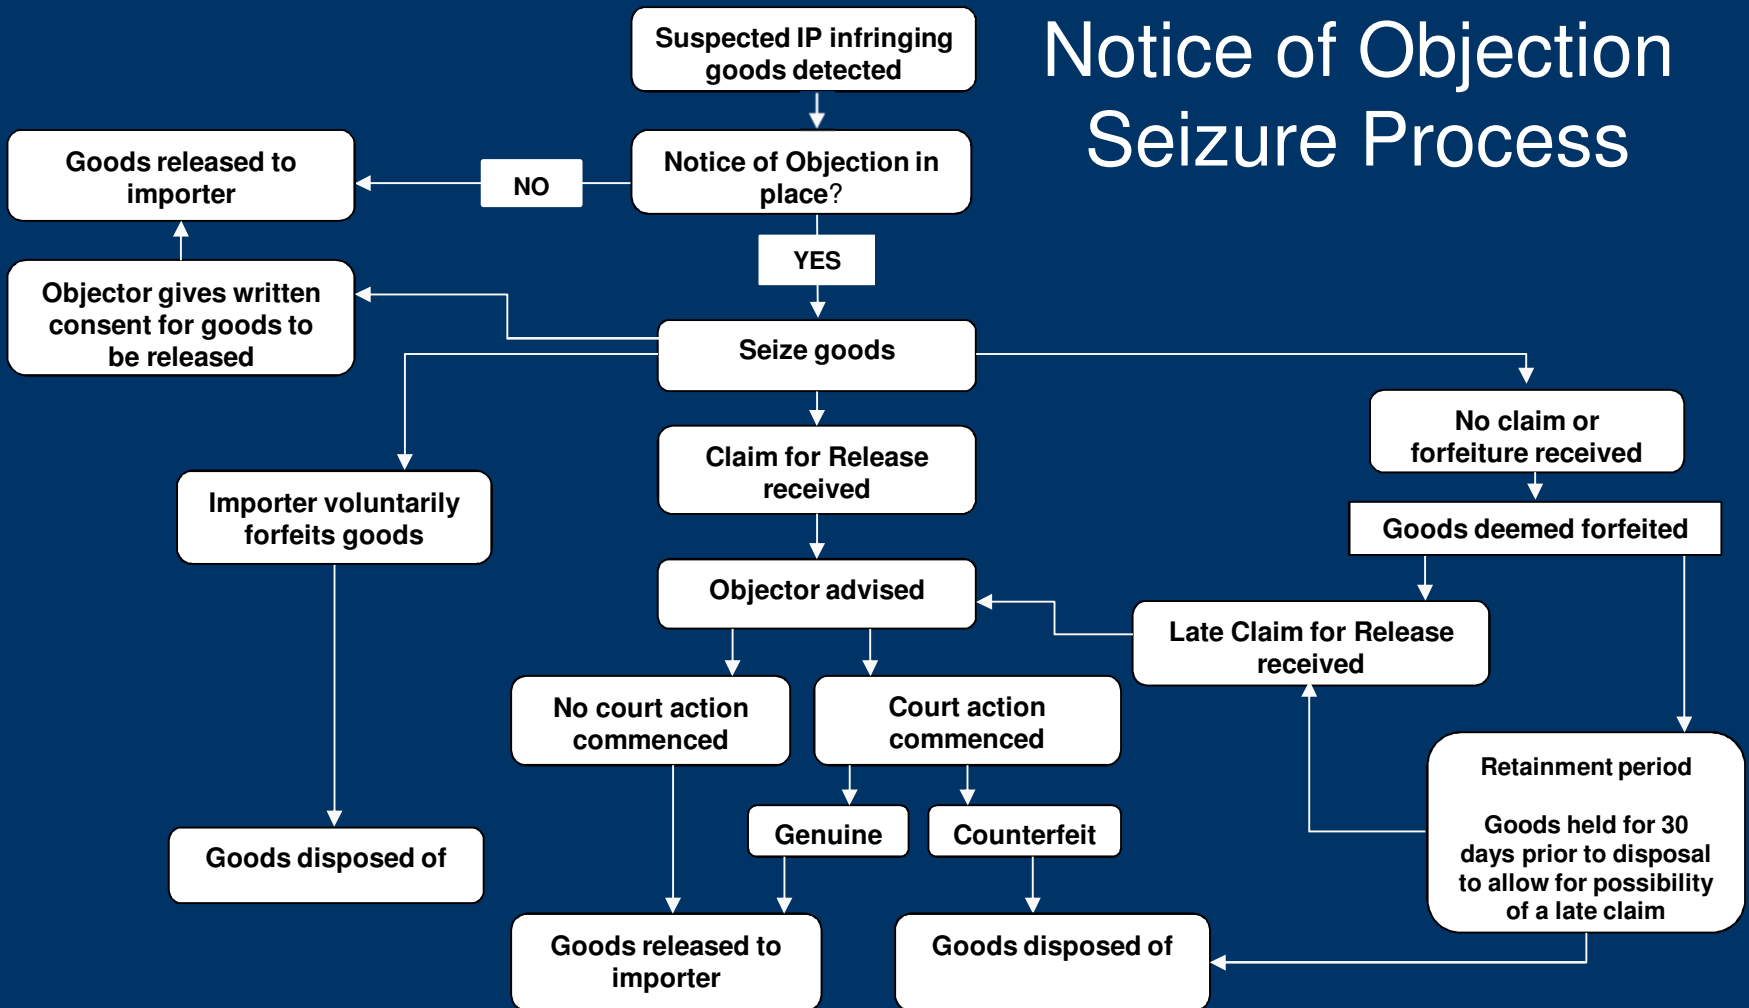 Notice of Objection
Seizure Process
Suspected IP infringing
goods detected
Goods released to
importer
NO
Notice of Objection in
place?
YES
Objector gives written
consent for goods to
be released
Seize goods
No claim or
forfeiture received
Claim for Release
received
Importer voluntarily
forfeits goods
Goods deemed forfeited
Objector advised
Late Claim for Release
received
No court action
commenced
Court action
commenced
Retainment period
Goods held for 30
days prior to disposal
to allow for possibility
of a late claim
Genuine
Counterfeit
Goods disposed of
Goods released to
importer
Goods disposed of